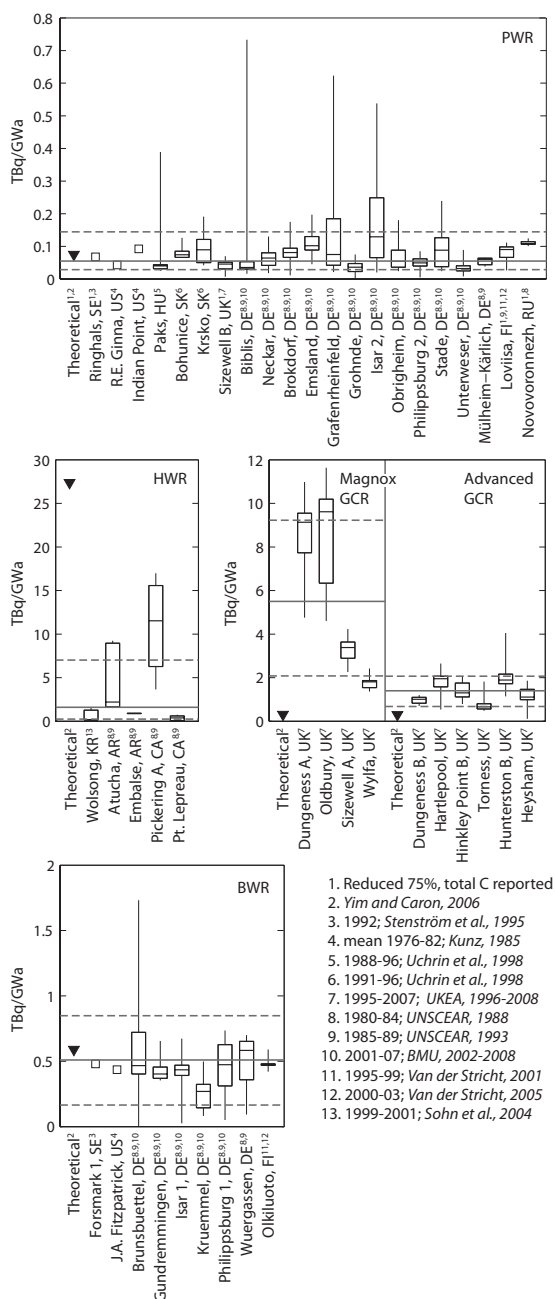 PWR
TBq/GWa
0.8
0.7
0.6
0.5
0.4
0.3
0.2
0.1
0
Theoretical1,2
Ringhals, SE1,3
R.E. Ginna, US4
Indian Point, US4
Paks, HU5
Bohunice, SK6
Krsko, SK6
Sizewell B, UK1,7
Biblis, DE8,9,10
Neckar, DE8,9,10
Brokdorf, DE8,9,10
Emsland, DE8,9,10
Grafenreheinfeld, DE8,9,10
Grohnde, DE8,9,10
Isar 2, DE8,9,10
Obrigheim, DE8,9,10
Philippsburg 2, DE8,9,10
Stade, DE8,9,10
Unterweser, DE8,9,10
Mülheim–Kärlich, DE8,9
Loviisa, FI1,9,11,12
Novovoronnezh, RU1,8
HWR
TBq/GWa
30
25
20
15
10
5
0
Theoretical2
Wolsong, KR13
Atucha, AR8,9
Embalse, AR8,9
Pickering A, CA8,9
Pt. Lepreau, CA8,9
Magnox
GCR
Advanced
GCR
TBq/GWa
12
10
8
6
4
2
0
Theoretical2
Dungeness A, UK7
Oldbury, UK7
Sizewell A, UK7
Wylfa, UK7
Theoretical2
Dungeness B, UK7
Hartlepool, UK7
Hinkley Point B, UK7
Torness, UK7
Hunterston B, UK7
Heysham, UK7
BWR
TBq/GWa
2
1.5
1
0.5
0
Theoretical2
Forsmark 1, SE3
J.A. Fitzpatrick, US4
Brunsbuettel, DE8,9,10
Gundremmingen, DE8,9,10
Isar 1, DE8,9,10
Kruemmel, DE8,9,10
Philippsburg 1, DE8,9,10
Wuergassen, DE8,9
Olkiluoto, FI11,12
1. Reduced 75%, total C reported
2. Yim and Caron, 2006
3. 1992; Stenström et al., 1995
4. mean 1976-82; Kunz, 1985
5. 1988-96; Uchrin et al., 1998
6. 1991-96; Uchrin et al., 1998
7. 1995-2007; UKEA, 1996-2008
8. 1980-84; UNSCEAR, 1988
9. 1985-89; UNSCEAR, 1993
10. 2001-07; BMU, 2002-2008
11. 1995-99; Van der Stricht, 2001
12. 2000-03; Van der Stricht, 2005
13. 1999-2001; Sohn et al., 2004